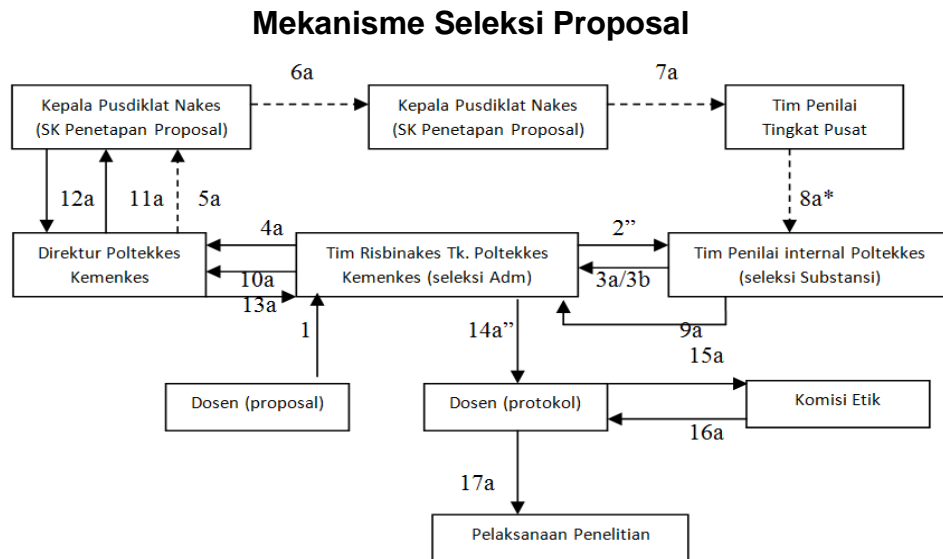 Mekanisme Seleksi Proposal
6a
7a
Kepala Pusdiklat Nakes
(SK Penetapan Proposal)
Kepala Pusdiklat Nakes
(SK Penetapan Proposal)
Tim Penilai
Tingkat Pusat
12a
11a
5a
8a*
4a
2”
Direktur Poltekkes
Kemenkes
Tim Risbinakes Tk. Poltekkes
Kemenkes (seleksi Adm)
Tim Penilai internal Poltekkes
(seleksi Substansi)
10a
3a/3b
13a
1
14a”
9a
15a
Dosen (proposal)
Dosen (protokol)
Komisi Etik
16a
17a
Pelaksanaan Penelitian